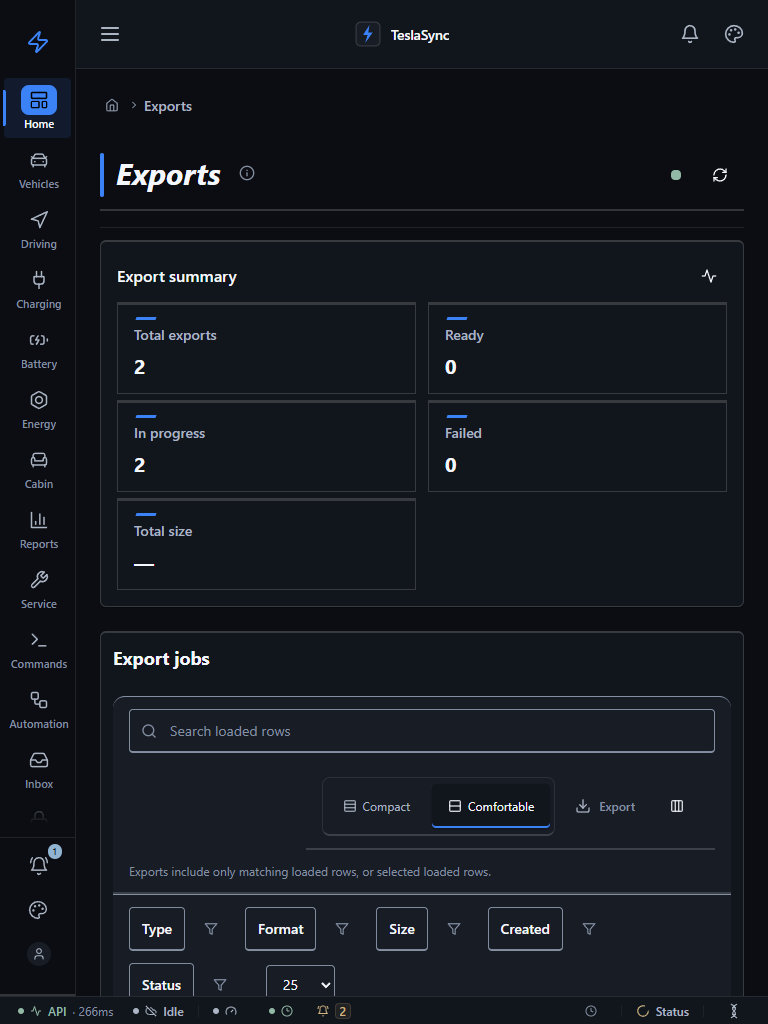 TeslaSync
Home
Vehicles
Driving
Charging
Battery
Energy
Cabin
Reports
Service
Commands
Automation
Inbox
1
Exports
Exports
Export summary
Total exports
2
Ready
0
In progress
2
Failed
0
Total size
—
Export jobs
Search loaded rows
Compact
Comfortable
Export
Exports include only matching loaded rows, or selected loaded rows.
Type
Format
Size
Created
Status
25
API · 266ms
Idle
2
Status